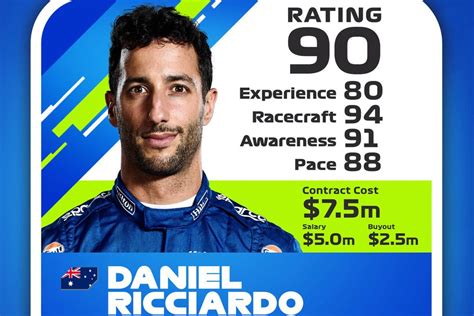 RATING
90
Experience 80
Racecraft 94
Awareness 91
Pace 88
Contract Cost
$7.5m
Salary Buyout
$5.0m $2.5m
DANIEL
RICCIARDO